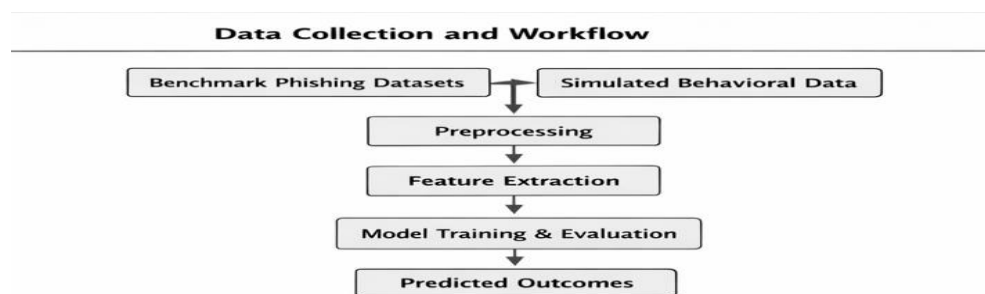 Data Collection and Workflow
Benchmark Phishing Datasets
Simulated Behavioral Data
Preprocessing
Feature Extraction
Model Training & Evaluation
Predicted Outcomes